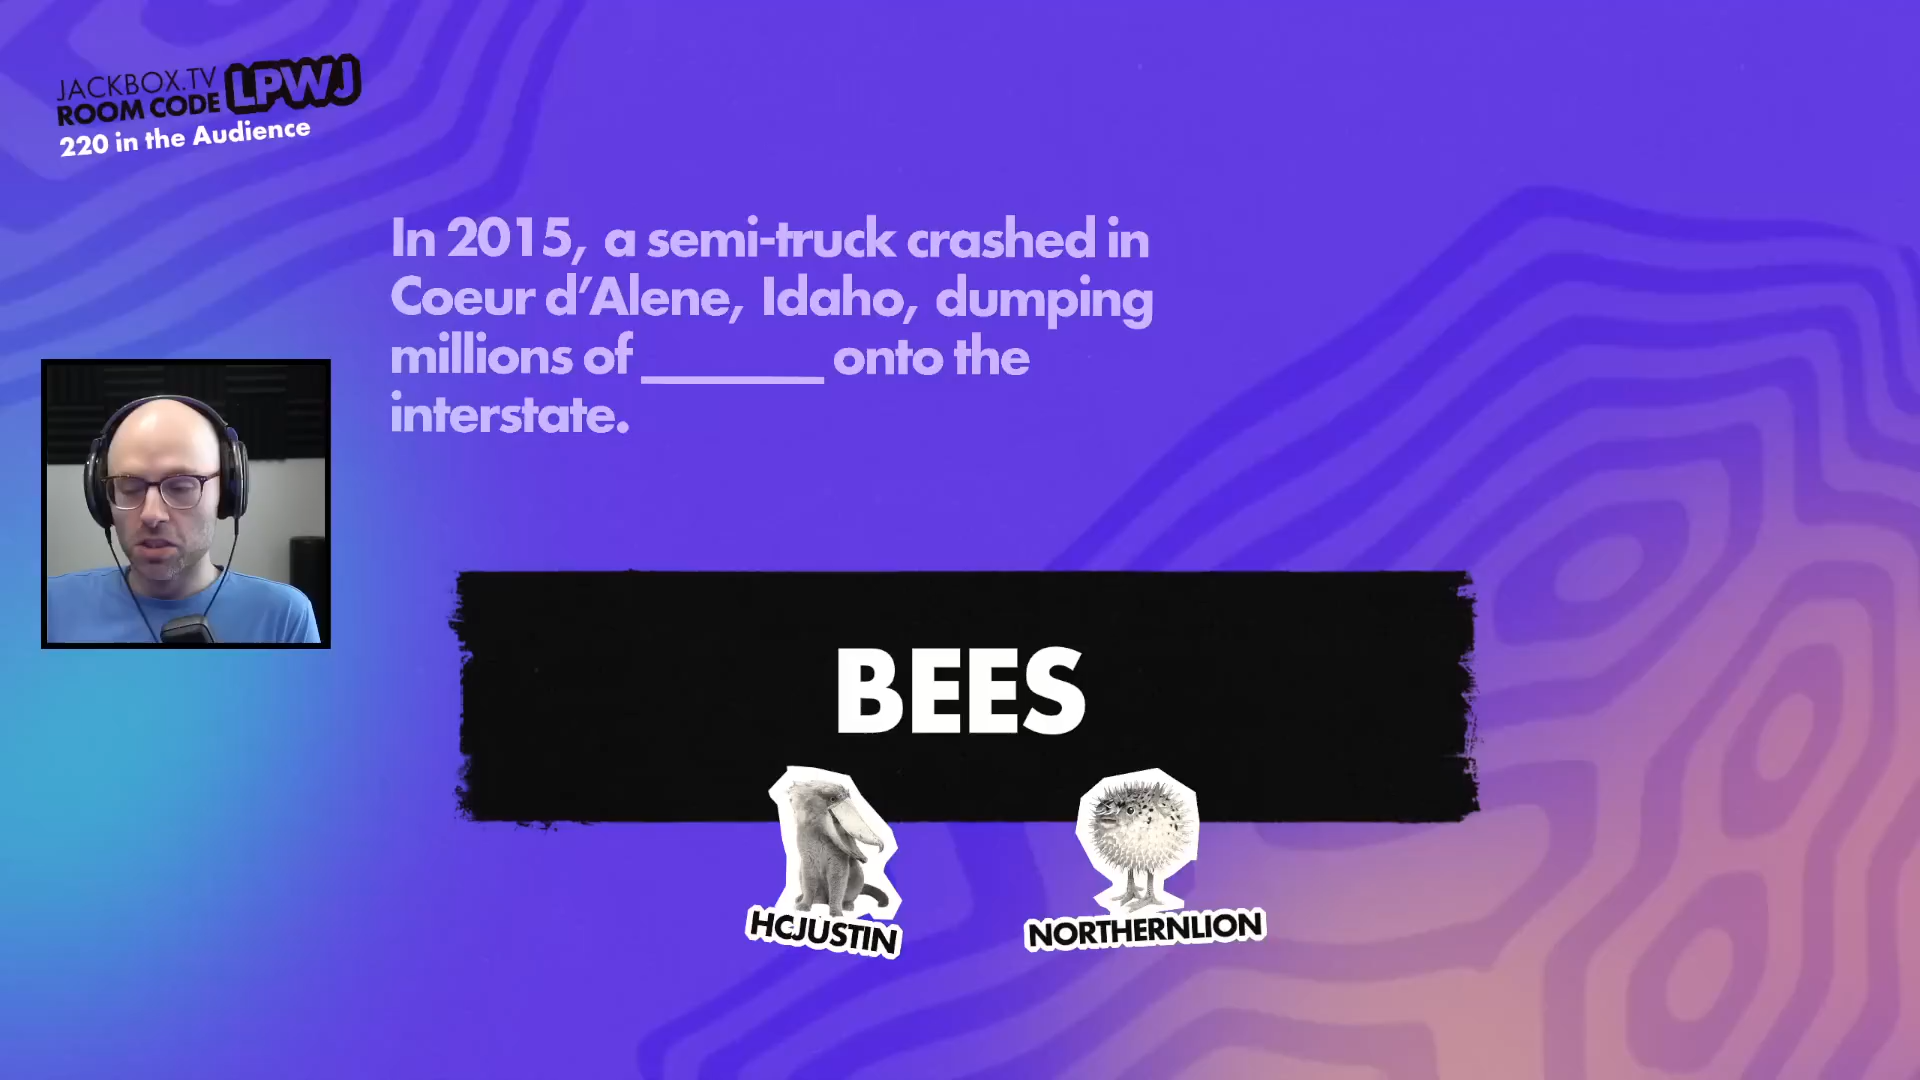 JACKBOX.TV
ROOM CODE LPWJ
220 in the Audience
In 2015, a semi-truck crashed in
Coeur d’Alene, Idaho, dumping
millions of ______ onto the
interstate.
BEES
HCJUSTIN
NORTHERNLION